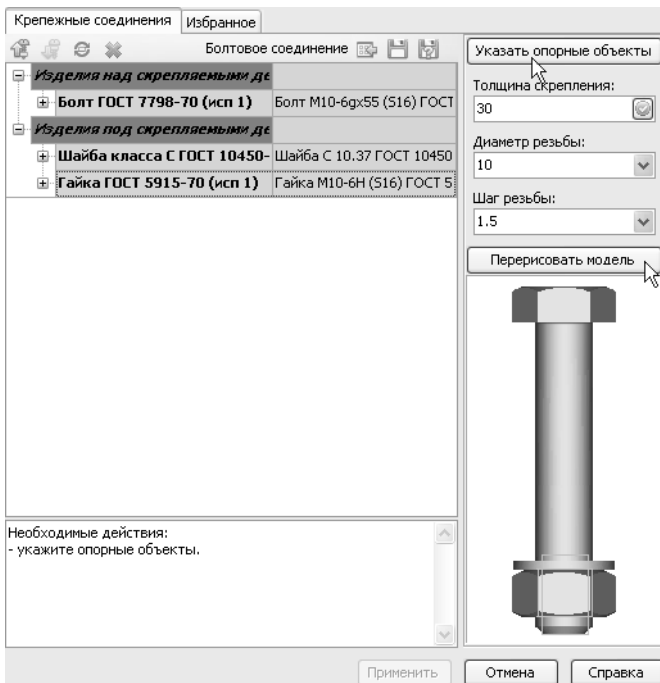 Крепежные соединения Избранное
Болтовое соединение
Указать опорные объекты
Изделия над скрепляемыми де
Болт ГОСТ 7798-70 (исп 1) Болт М10-6gx55 (S16) ГОСТ
Изделия под скрепляемыми де
Шайба класса С ГОСТ 10450- Шайба С 10.37 ГОСТ 10450
Гайка ГОСТ 5915-70 (исп 1) Гайка М10-6Н (S16) ГОСТ 5
Толщина скрепления:
30
Диаметр резьбы:
10
Шаг резьбы:
1.5
Перерисовать модель
Необходимые действия:
- укажите опорные объекты.
Применить Отмена Справка